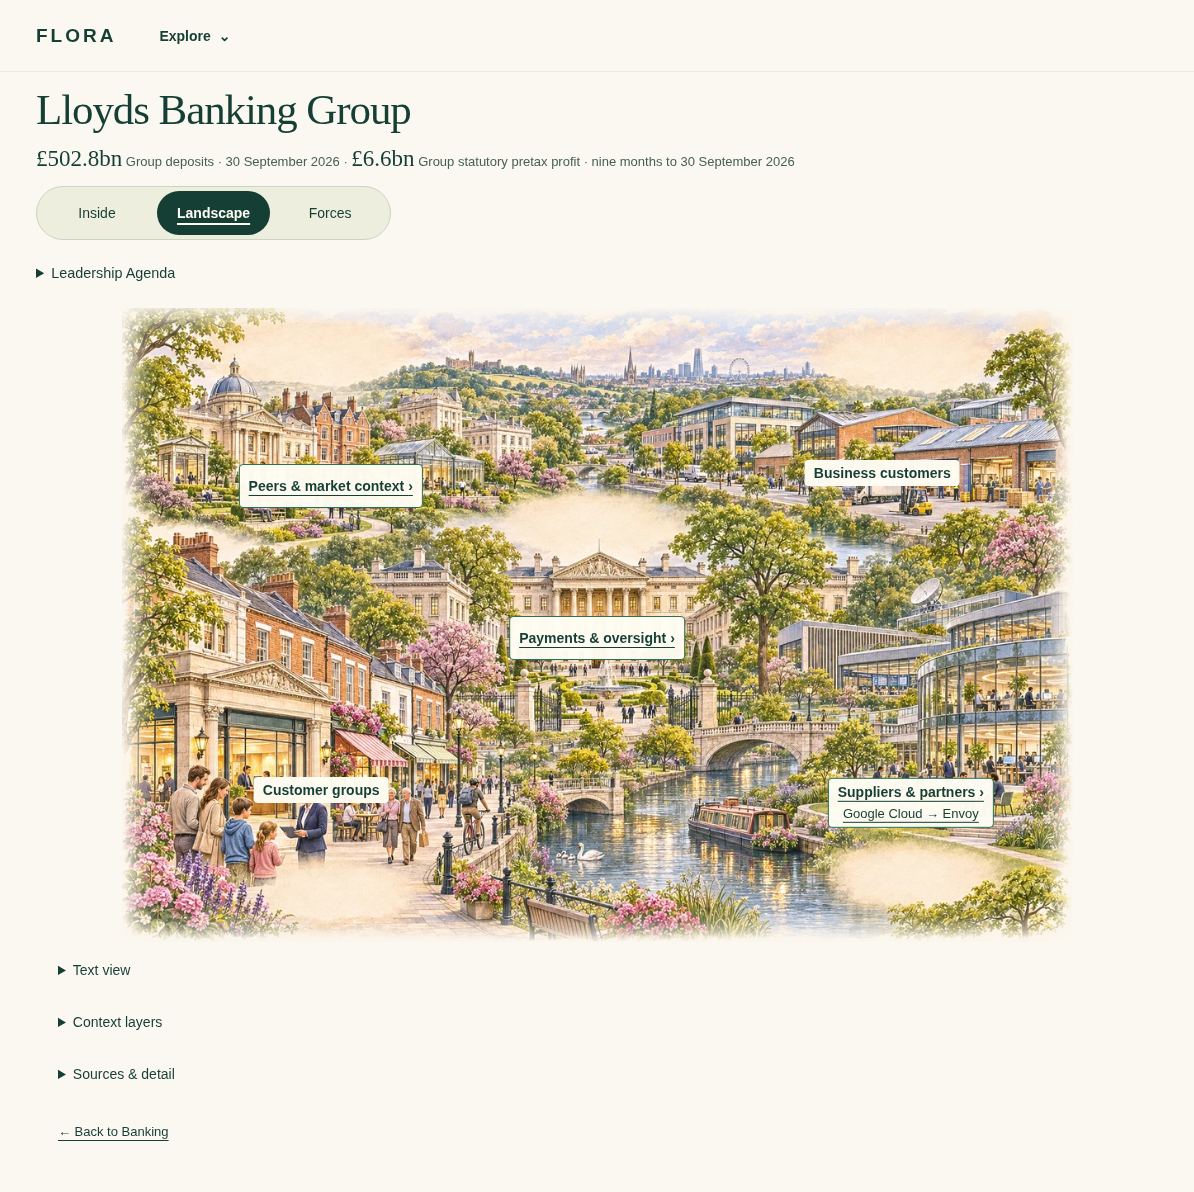 FLORA
Explore
Lloyds Banking Group
£502.8bn Group deposits · 30 September 2026 · £6.6bn Group statutory pretax profit · nine months to 30 September 2026
Inside
Landscape
Forces
Leadership Agenda
Peers & market context ›
Business customers
Payments & oversight ›
Customer groups
Suppliers & partners ›
Google Cloud → Envoy
Text view
Context layers
Sources & detail
← Back to Banking